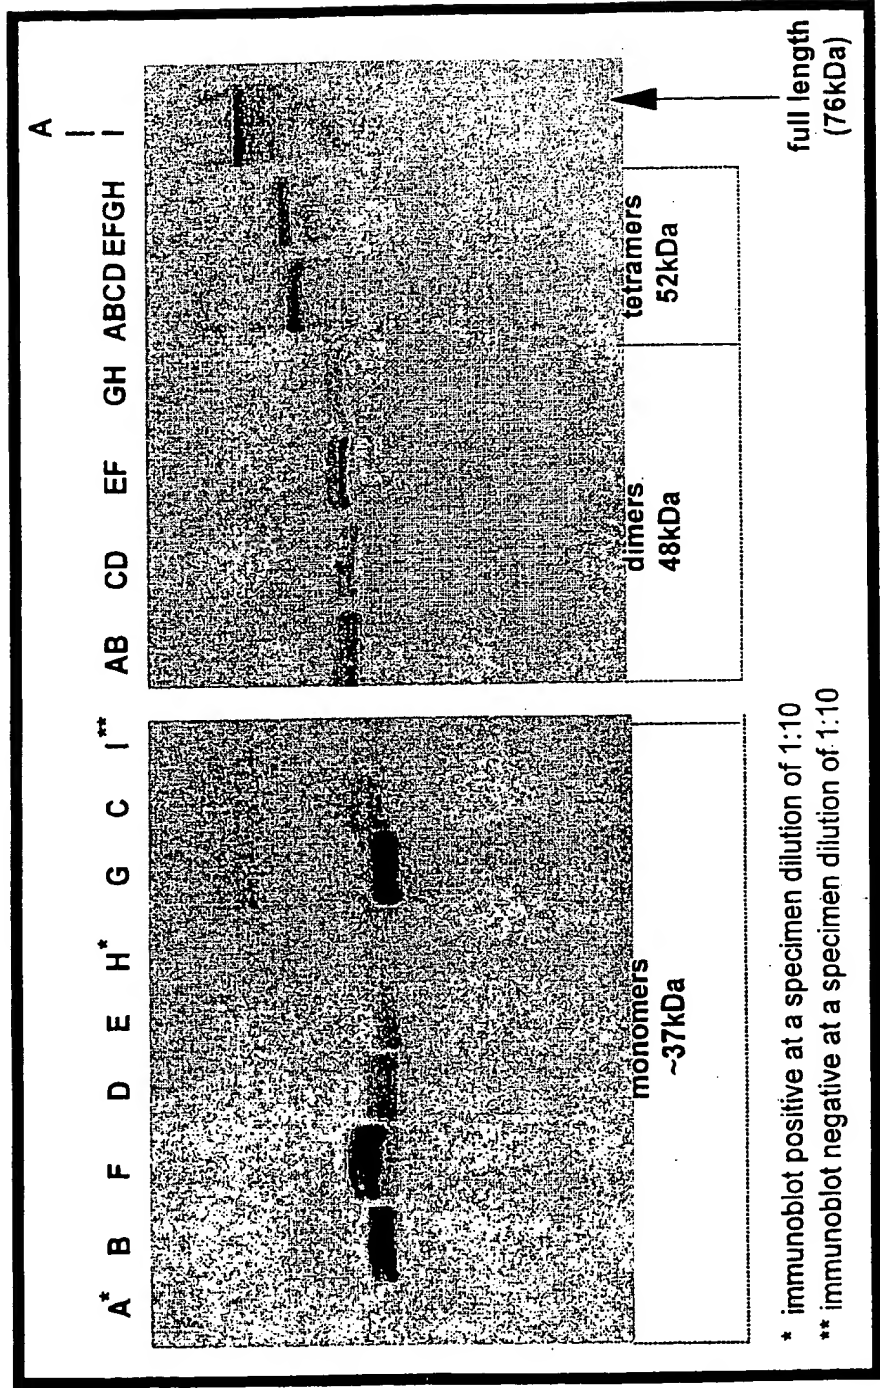 A* B F D E H* G C I**
monomers
~37kDa
AB CD EF GH ABCD EFGH A
|
I
dimers
48kDa
tetramers
52kDa
full length
(76kDa)
* immunoblot positive at a specimen dilution of 1:10
** immunoblot negative at a specimen dilution of 1:10